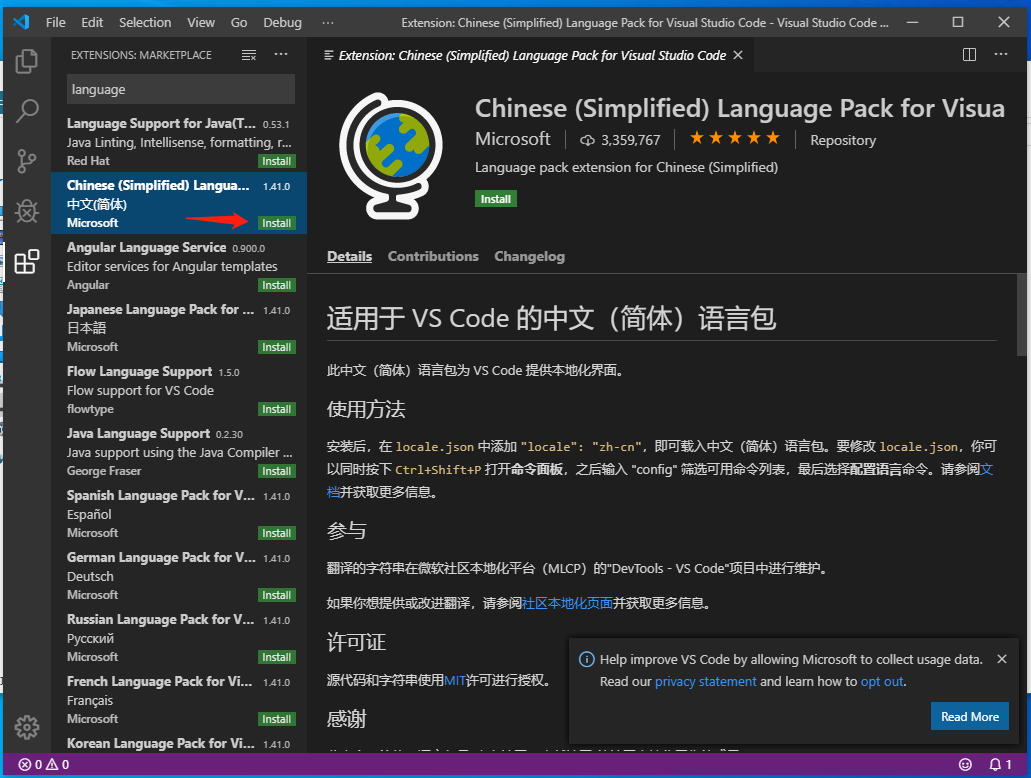 File Edit Selection View Go Debug ··· Extension: Chinese (Simplified) Language Pack for Visual Studio Code - Visual Studio Code ...
EXTENSIONS: MARKETPLACE
language
Language Support for Java(T... 0.53.1
Java Linting, Intellisense, formatting, r...
Red Hat Install
Chinese (Simplified) Langua... 1.41.0
中文(简体)
Microsoft Install
Angular Language Service 0.900.0
Editor services for Angular templates
Angular Install
Japanese Language Pack for ... 1.41.0
日本語
Microsoft Install
Flow Language Support 1.5.0
Flow support for VS Code
flowtype Install
Java Language Support 0.2.30
Java support using the Java Compiler ...
George Fraser Install
Spanish Language Pack for V... 1.41.0
Español
Microsoft Install
German Language Pack for V... 1.41.0
Deutsch
Microsoft Install
Russian Language Pack for V... 1.41.0
Русский
Microsoft Install
French Language Pack for Vi... 1.41.0
Français
Microsoft Install
Korean Language Pack for Vi... 1.41.0
Extension: Chinese (Simplified) Language Pack for Visual Studio Code
Chinese (Simplified) Language Pack for Visua
Microsoft 3,359,767 Repository
Language pack extension for Chinese (Simplified)
Install
Details Contributions Changelog
适用于 VS Code 的中文（简体）语言包
此中文（简体）语言包为 VS Code 提供本地化界面。
使用方法
安装后，在 locale.json 中添加 "locale": "zh-cn"，即可载入中文（简体）语言包。要修改 locale.json，你可
以同时按下 Ctrl+Shift+P 打开命令面板，之后输入 "config" 筛选可用命令列表，最后选择配置语言命令。请参阅文
档并获取更多信息。
参与
翻译的字符串在微软社区本地化平台（MLCP）的"DevTools - VS Code"项目中进行维护。
如果你想提供或改进翻译，请参阅社区本地化页面并获取更多信息。
许可证
源代码和字符串使用MIT许可进行授权。
感谢
Help improve VS Code by allowing Microsoft to collect usage data.
Read our privacy statement and learn how to opt out.
Read More
0 0 1